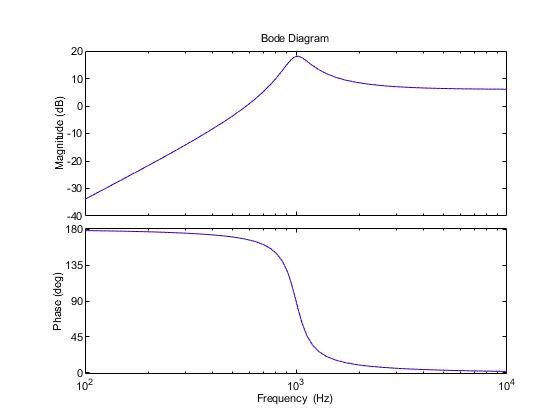 Bode Diagram
Magnitude (dB)
20
10
0
-10
-20
-30
-40
Phase (deg)
180
135
90
45
0
10^2 10^3 10^4
Frequency (Hz)